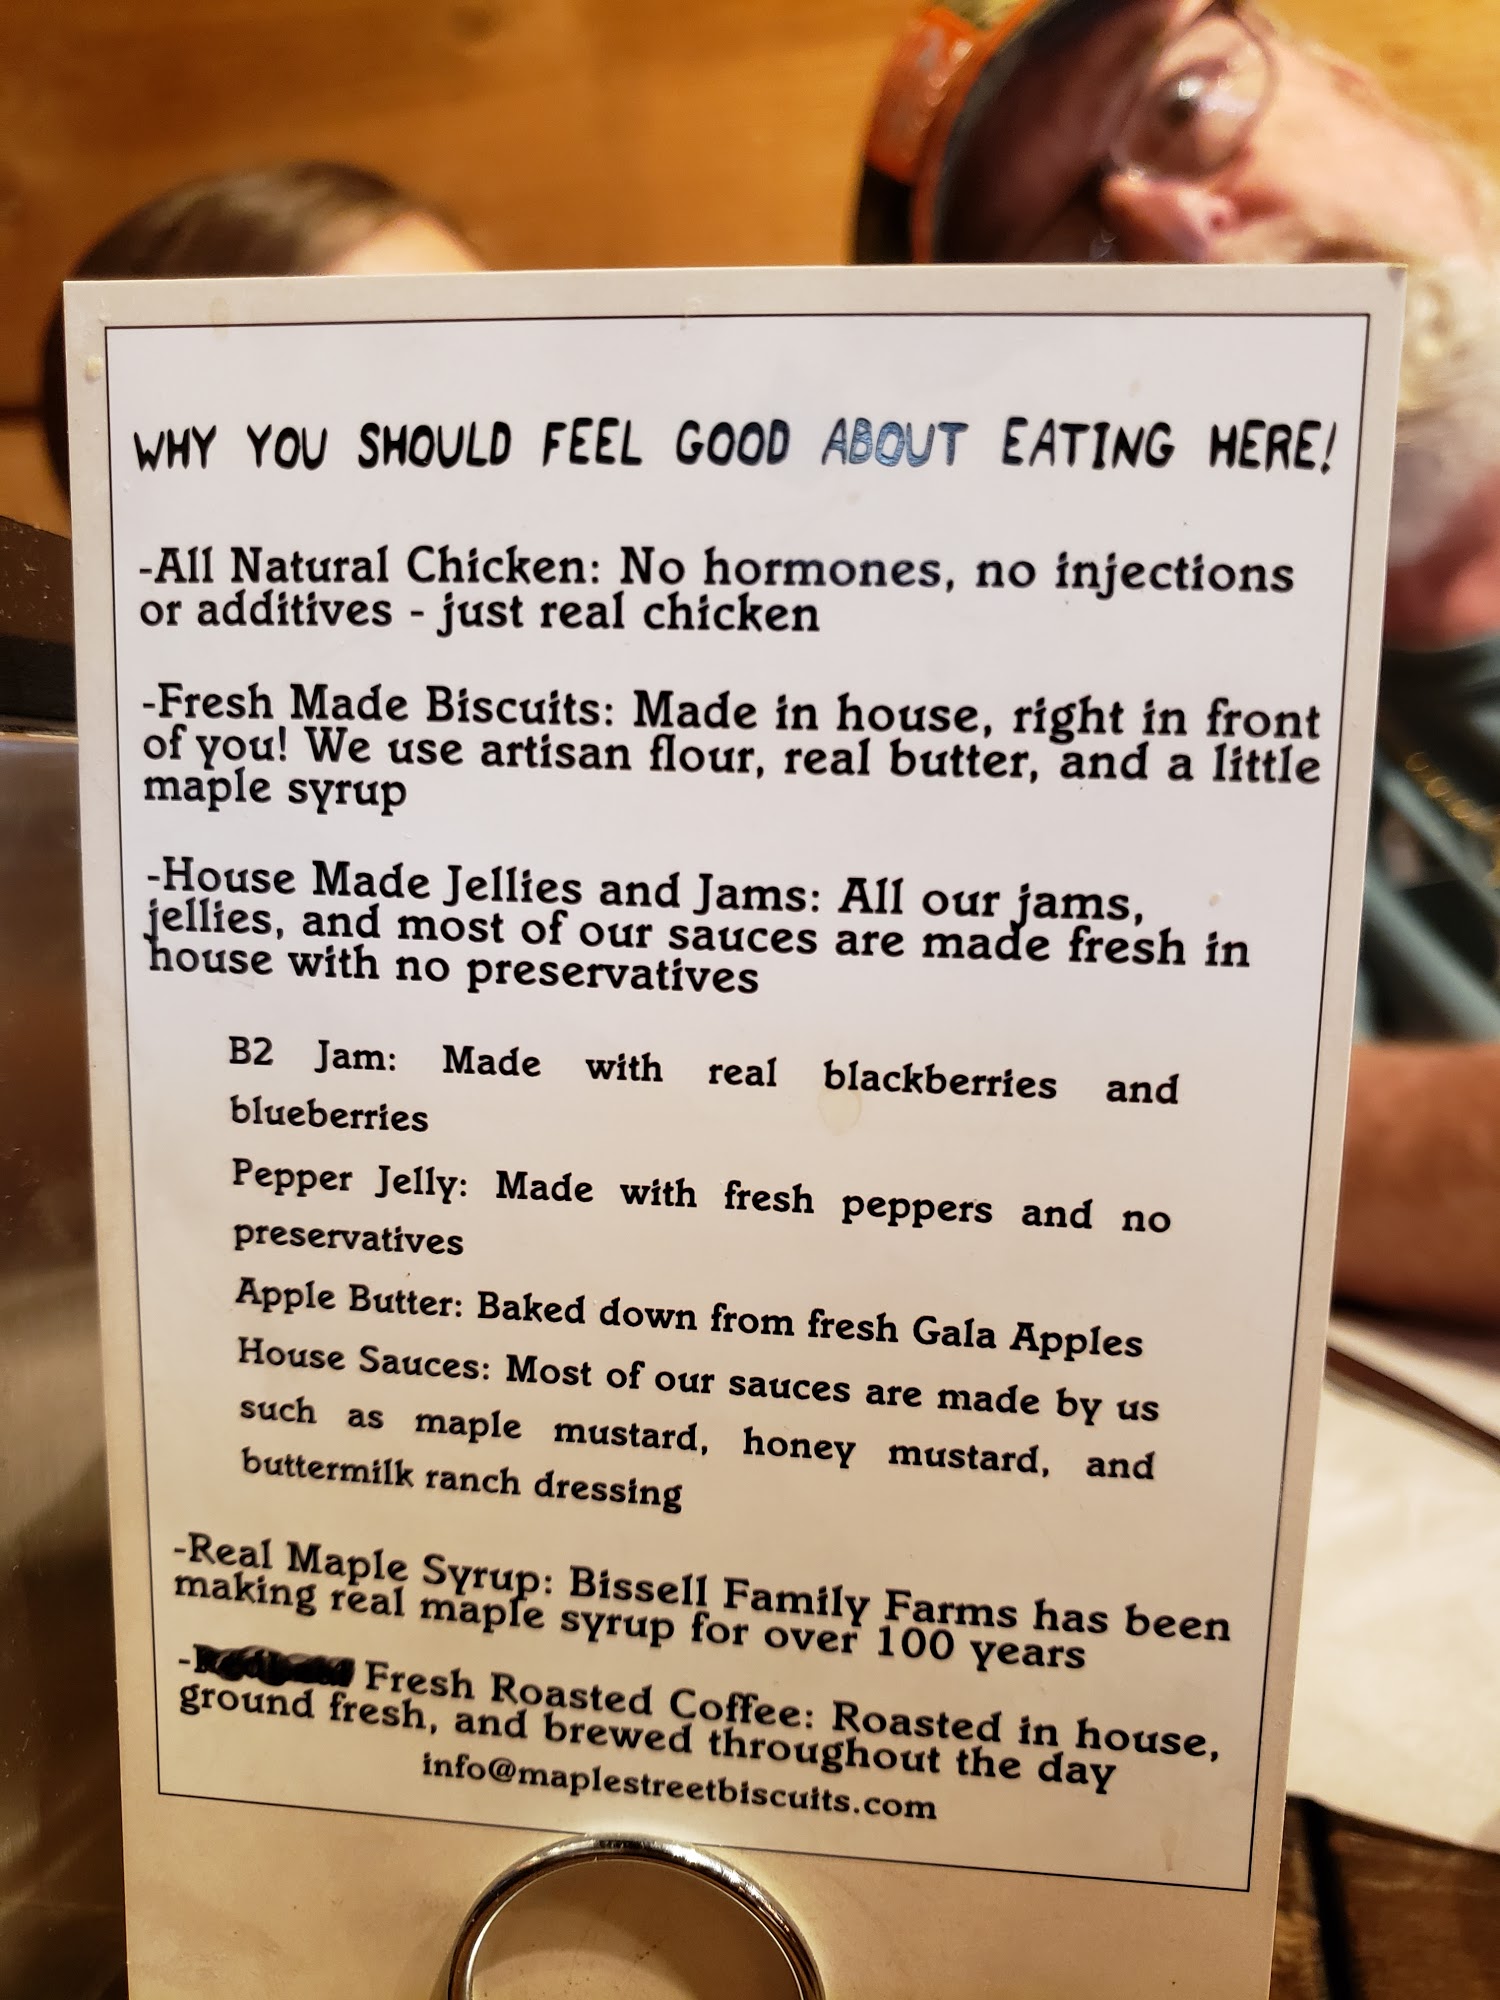 WHY YOU SHOULD FEEL GOOD ABOUT EATING HERE!
-All Natural Chicken: No hormones, no injections
or additives - just real chicken
-Fresh Made Biscuits: Made in house, right in front
of you! We use artisan flour, real butter, and a little
maple syrup
-House Made Jellies and Jams: All our jams,
jellies, and most of our sauces are made fresh in
house with no preservatives
B2 Jam: Made with real blackberries and
blueberries
Pepper Jelly: Made with fresh peppers and no
preservatives
Apple Butter: Baked down from fresh Gala Apples
House Sauces: Most of our sauces are made by us
such as maple mustard, honey mustard, and
buttermilk ranch dressing
-Real Maple Syrup: Bissell Family Farms has been
making real maple syrup for over 100 years
- Fresh Roasted Coffee: Roasted in house,
ground fresh, and brewed throughout the day
info@maplestreetbiscuits.com